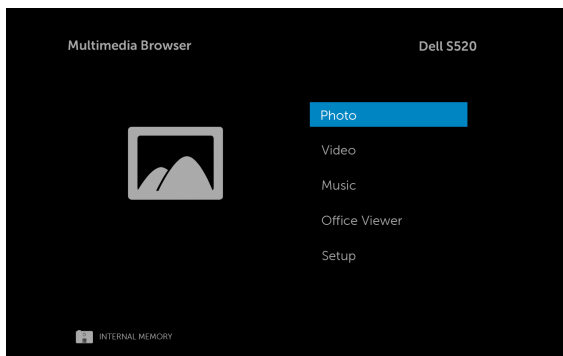 Multimedia Browser
Dell S520
Photo
Video
Music
Office Viewer
Setup
INTERNAL MEMORY